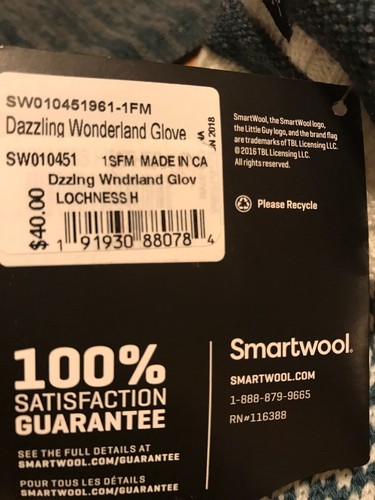 SW010451961-1FM
Dazzling Wonderland Glove
JN 2018
SW010451 1SFM MADE IN CA
Dzzlng Wndrlnd Glov
LOCHNESS H
$40.00
1 91930 88078 4
SmartWool, the SmartWool logo,
the Little Guy logo, and the brand flag
are trademarks of TBL Licensing LLC.
© 2016 TBL Licensing LLC.
All rights reserved.
Please Recycle
100%
SATISFACTION
GUARANTEE
SEE THE FULL DETAILS AT
SMARTWOOL.COM/GUARANTEE
POUR TOUS LES DÉTAILS
SMARTWOOL.COM/GUARANTEE
Smartwool®
SMARTWOOL.COM
1-888-879-9665
RN#116388